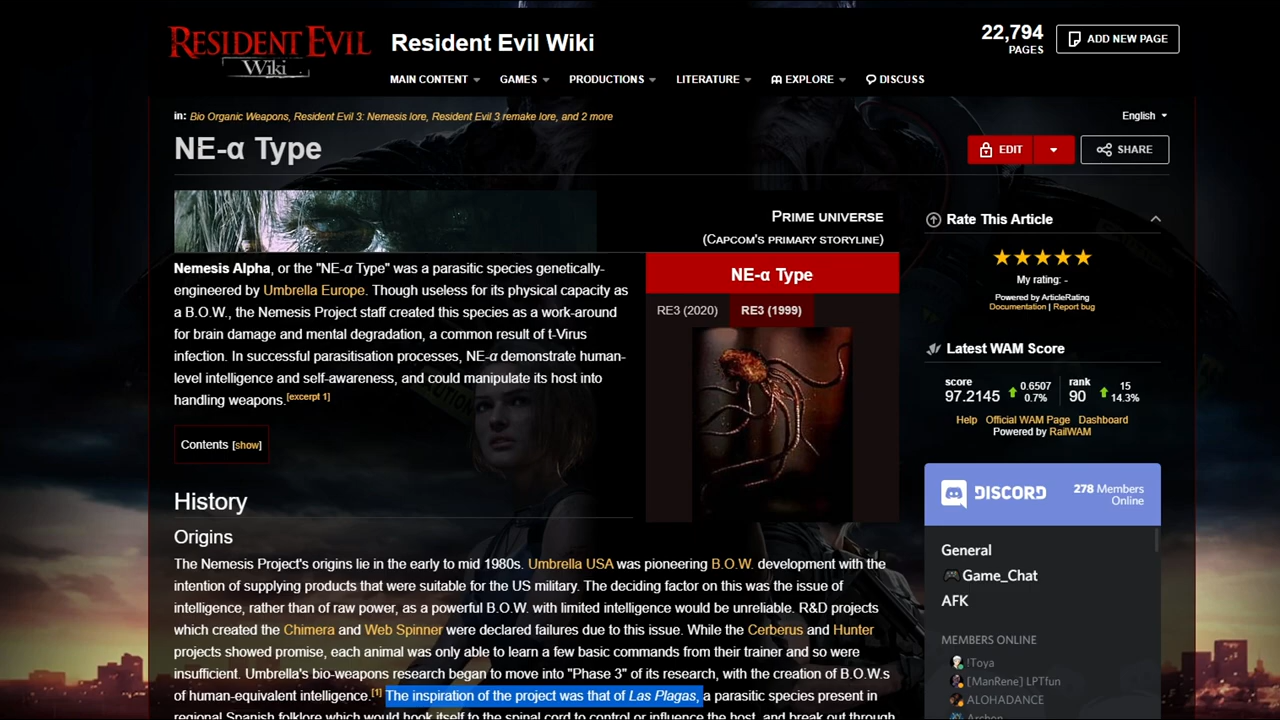 RESIDENT EVIL
Wiki
Resident Evil Wiki
22,794
PAGES
ADD NEW PAGE
MAIN CONTENT
GAMES
PRODUCTIONS
LITERATURE
EXPLORE
DISCUSS
in: Bio Organic Weapons, Resident Evil 3: Nemesis lore, Resident Evil 3 remake lore, and 2 more
English
NE-α Type
EDIT
SHARE
PRIME UNIVERSE
(CAPCOM'S PRIMARY STORYLINE)
Nemesis Alpha, or the "NE-α Type" was a parasitic species genetically-
engineered by Umbrella Europe. Though useless for its physical capacity as
a B.O.W., the Nemesis Project staff created this species as a work-around
for brain damage and mental degradation, a common result of t-Virus
infection. In successful parasitisation processes, NE-α demonstrate human-
level intelligence and self-awareness, and could manipulate its host into
handling weapons.[excerpt 1]
NE-α Type
RE3 (2020)
RE3 (1999)
Contents [show]
History
Origins
The Nemesis Project's origins lie in the early to mid 1980s. Umbrella USA was pioneering B.O.W. development with the
intention of supplying products that were suitable for the US military. The deciding factor on this was the issue of
intelligence, rather than of raw power, as a powerful B.O.W. with limited intelligence would be unreliable. R&D projects
which created the Chimera and Web Spinner were declared failures due to this issue. While the Cerberus and Hunter
projects showed promise, each animal was only able to learn a few basic commands from their trainer and so were
insufficient. Umbrella's bio-weapons research began to move into "Phase 3" of its research, with the creation of B.O.W.s
of human-equivalent intelligence.[1] The inspiration of the project was that of Las Plagas, a parasitic species present in
regional Spanish folklore which would hook itself to the spinal cord to control or influence the host, and break out through
Rate This Article
My rating: -
Powered by ArticleRating
Documentation | Report bug
Latest WAM Score
score
97.2145
0.6507
0.7%
rank
90
15
14.3%
Help
Official WAM Page
Dashboard
Powered by RailWAM
DISCORD
278 Members
Online
General
Game_Chat
AFK
MEMBERS ONLINE
!Toya
[ManRene] LPTfun
ALOHADANCE
Archon